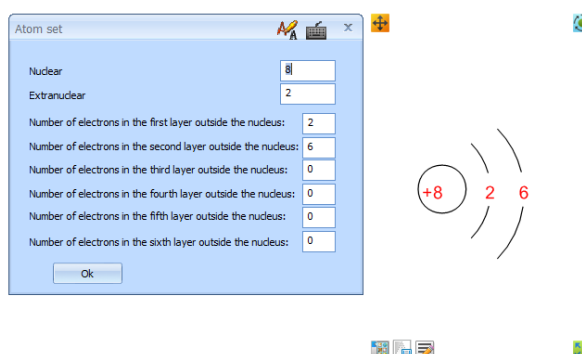 Atom set
x
Nuclear 8
Extranuclear 2
Number of electrons in the first layer outside the nucleus: 2
Number of electrons in the second layer outside the nucleus: 6
Number of electrons in the third layer outside the nucleus: 0
Number of electrons in the fourth layer outside the nucleus: 0
Number of electrons in the fifth layer outside the nucleus: 0
Number of electrons in the sixth layer outside the nucleus: 0
Ok
+8 2 6